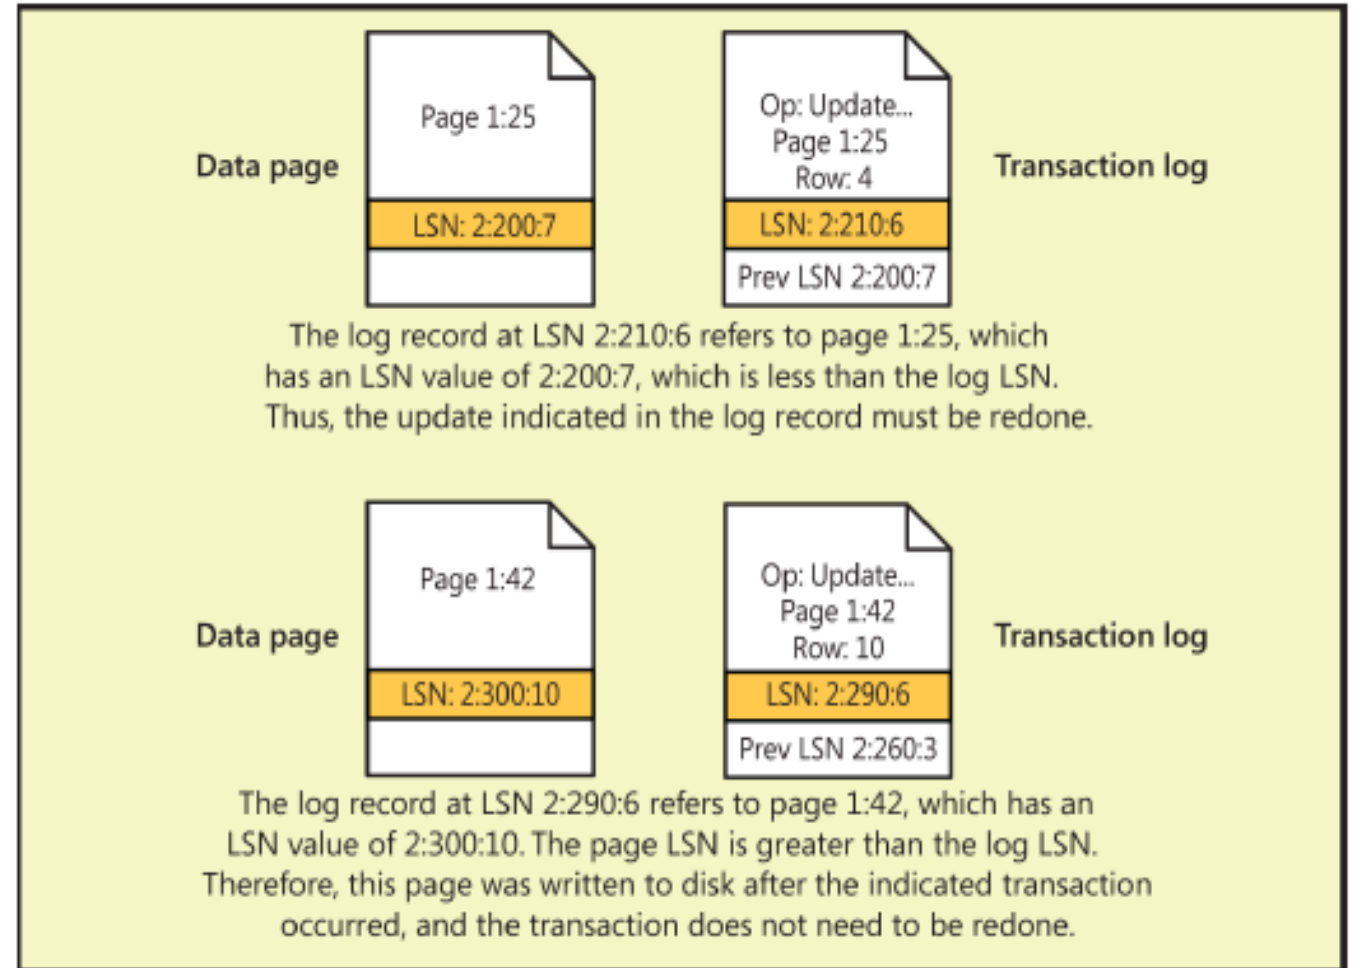 Page 1:25
Data page
LSN: 2:200:7
Op: Update...
Page 1:25
Row: 4
Transaction log
LSN: 2:210:6
Prev LSN 2:200:7
The log record at LSN 2:210:6 refers to page 1:25, which
has an LSN value of 2:200:7, which is less than the log LSN.
Thus, the update indicated in the log record must be redone.
Page 1:42
Data page
LSN: 2:300:10
Op: Update...
Page 1:42
Row: 10
Transaction log
LSN: 2:290:6
Prev LSN 2:260:3
The log record at LSN 2:290:6 refers to page 1:42, which has an
LSN value of 2:300:10. The page LSN is greater than the log LSN.
Therefore, this page was written to disk after the indicated transaction
occurred, and the transaction does not need to be redone.